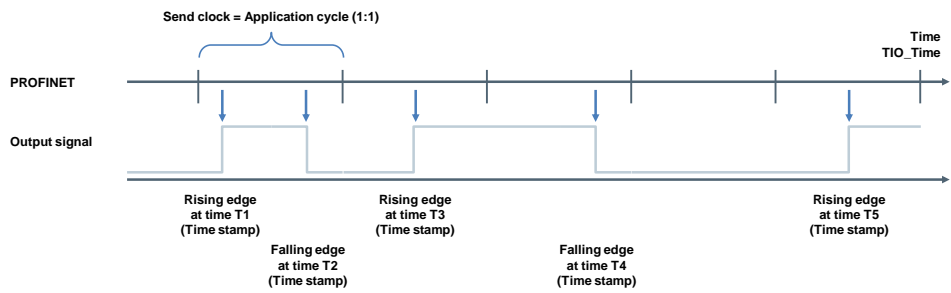 Send clock = Application cycle (1:1)
Time
TIO_Time
PROFINET
Output signal
Rising edge
at time T1
(Time stamp)
Falling edge
at time T2
(Time stamp)
Rising edge
at time T3
(Time stamp)
Falling edge
at time T4
(Time stamp)
Rising edge
at time T5
(Time stamp)